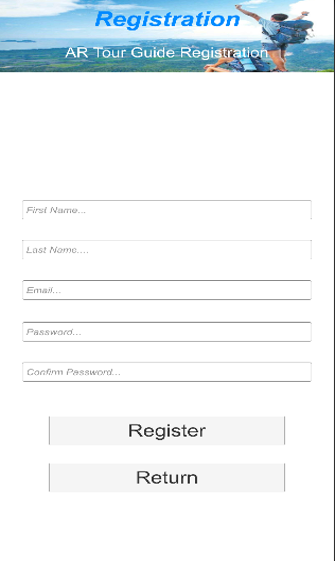 Registration
AR Tour Guide Registration
First Name...
Last Name....
Email...
Password...
Confirm Password...
Register
Return